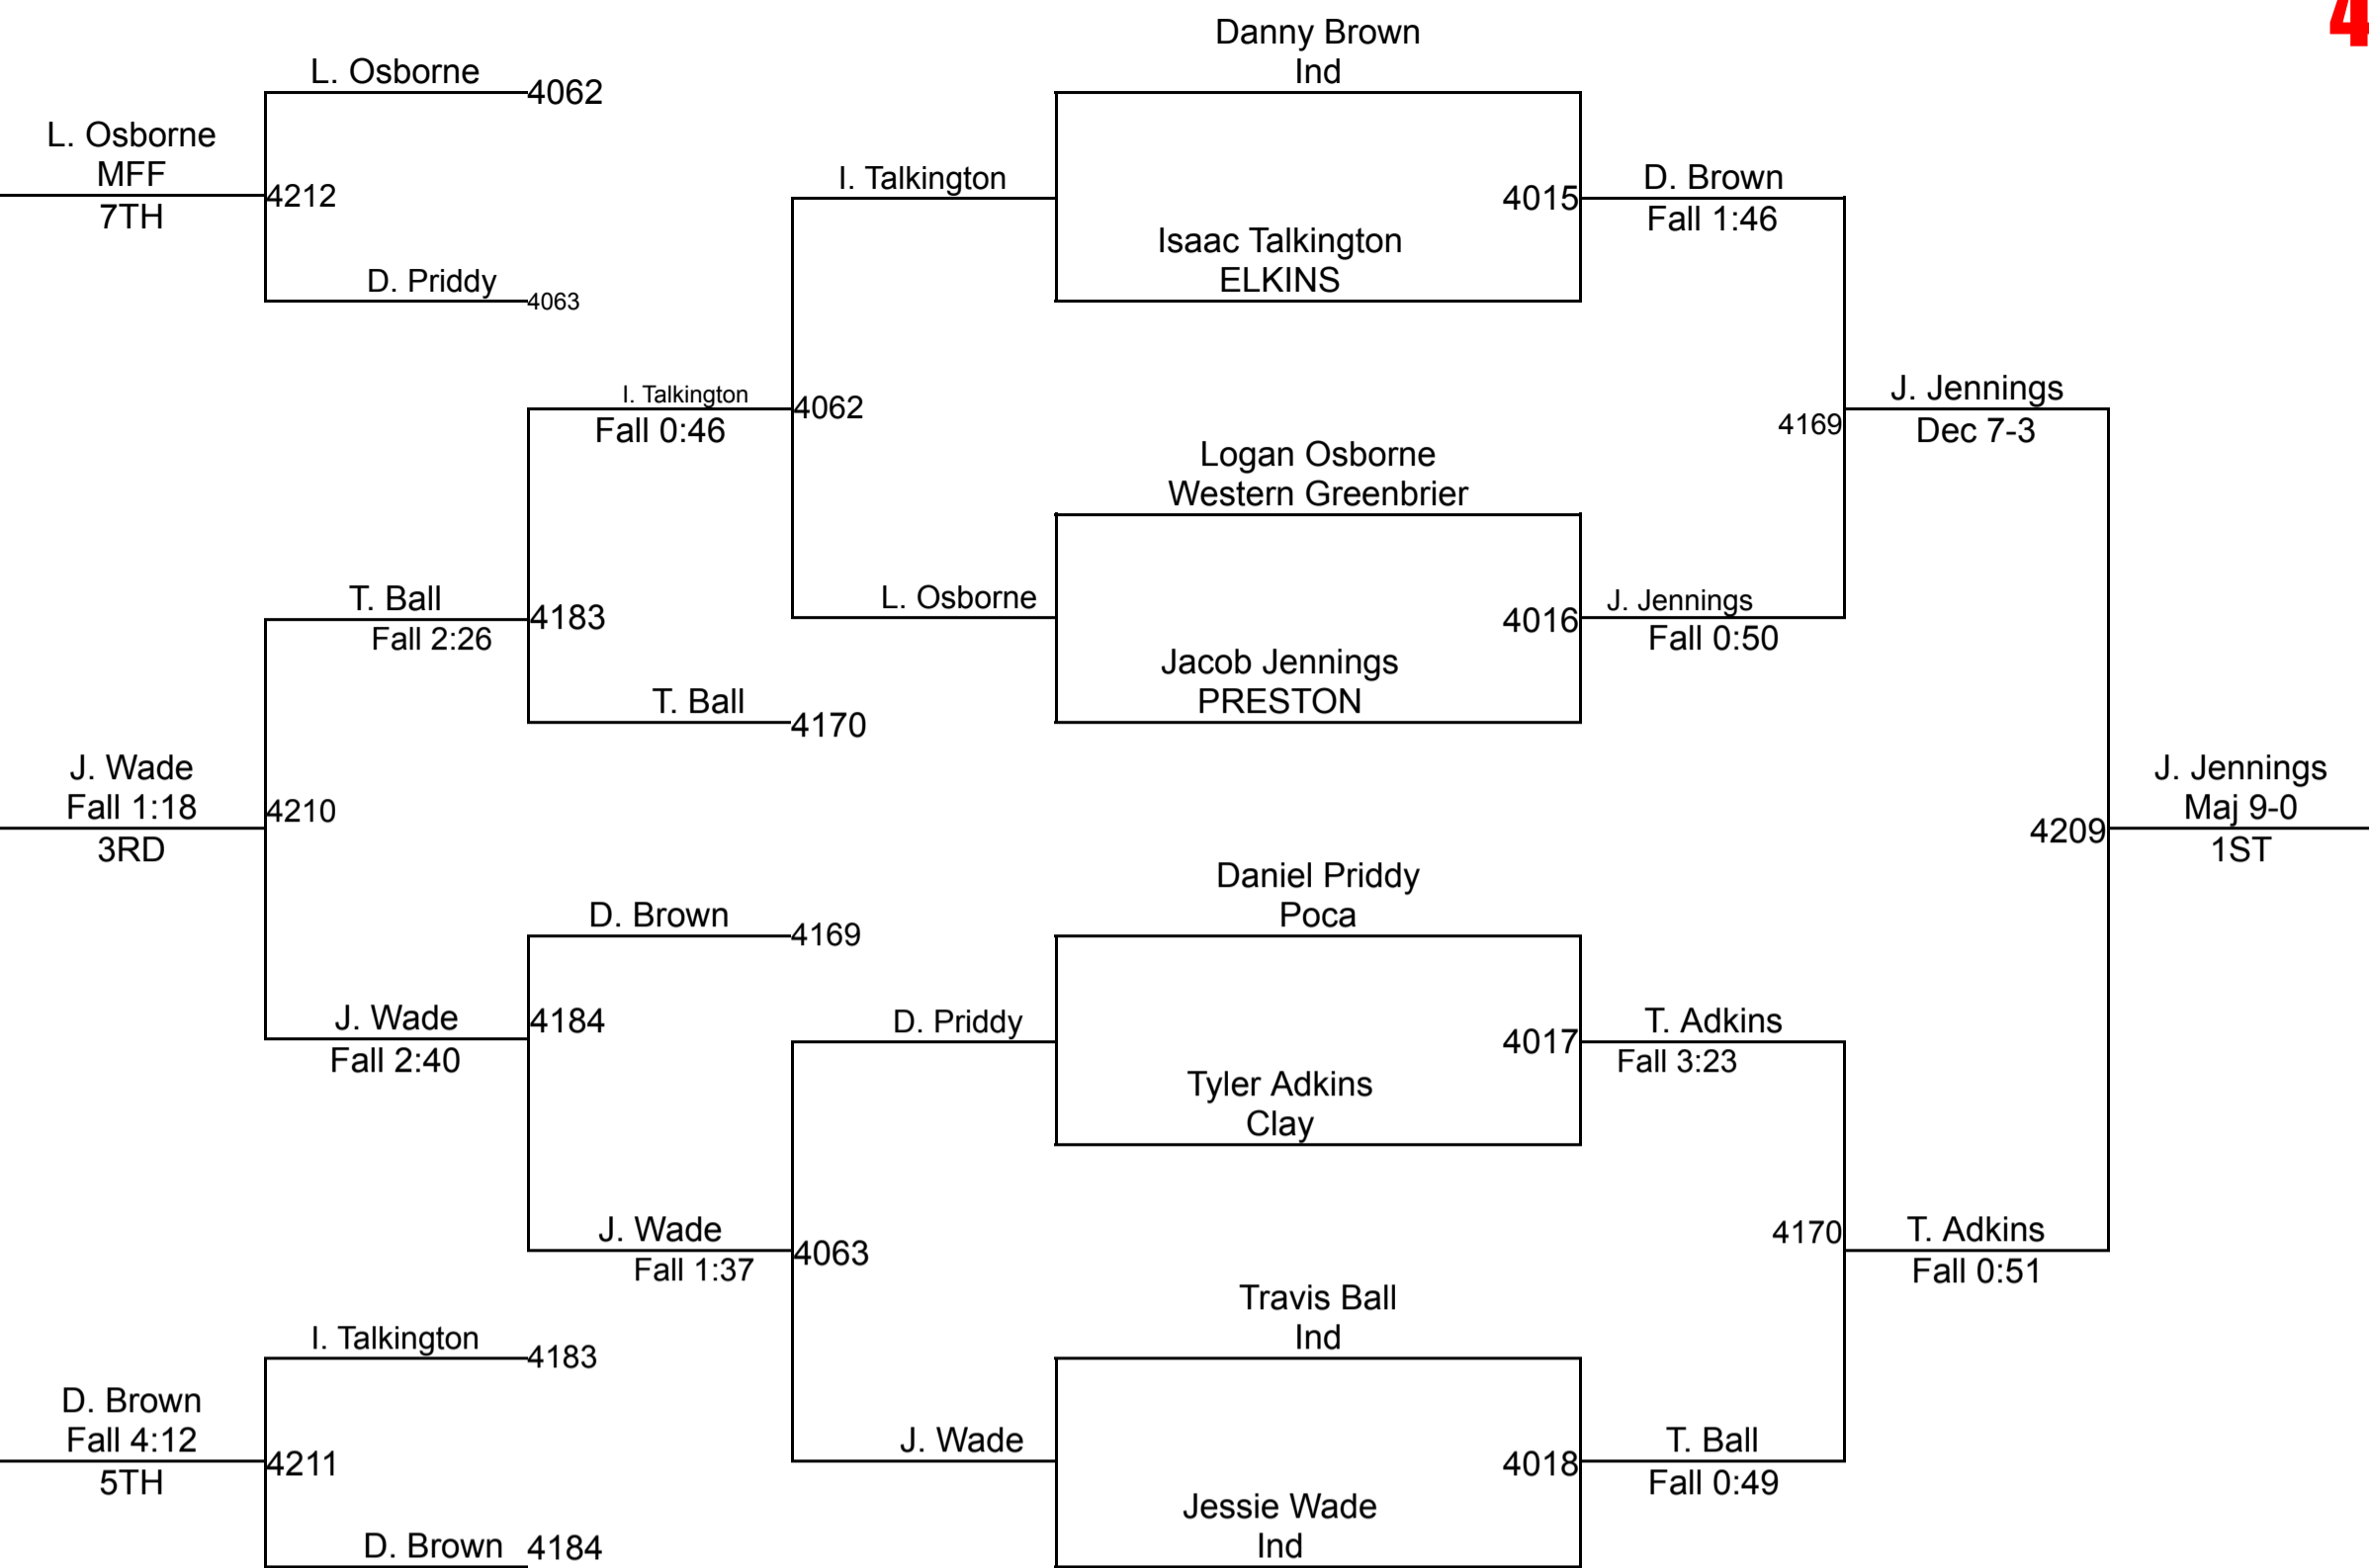 4
Danny Brown
Ind
L. Osborne
4062
L. Osborne
MFF
7TH
4212
I. Talkington
4015
D. Brown
Fall 1:46
Isaac Talkington
ELKINS
D. Priddy
4063
I. Talkington
Fall 0:46
4062
J. Jennings
Dec 7-3
4169
Logan Osborne
Western Greenbrier
T. Ball
Fall 2:26
4183
L. Osborne
4016
J. Jennings
Fall 0:50
Jacob Jennings
PRESTON
T. Ball
4170
J. Wade
Fall 1:18
3RD
4210
4209
J. Jennings
Maj 9-0
1ST
Daniel Priddy
Poca
D. Brown
4169
J. Wade
Fall 2:40
4184
D. Priddy
4017
T. Adkins
Fall 3:23
Tyler Adkins
Clay
J. Wade
Fall 1:37
4063
4170
T. Adkins
Fall 0:51
Travis Ball
Ind
I. Talkington
4183
D. Brown
Fall 4:12
5TH
4211
J. Wade
4018
T. Ball
Fall 0:49
Jessie Wade
Ind
D. Brown
4184